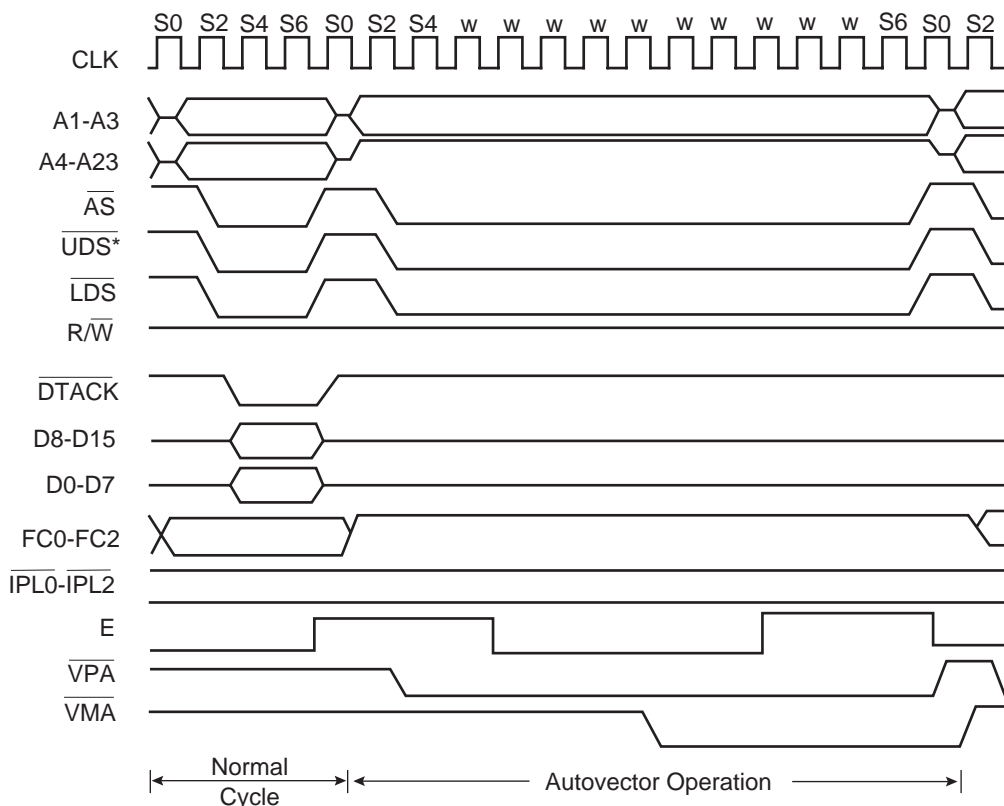 S0 S2 S4 S6 S0 S2 S4 w w w w w w w w w w S6 S0 S2
CLK
A1-A3
A4-A23
AS
UDS*
LDS
R/W
DTACK
D8-D15
D0-D7
FC0-FC2
IPL0-IPL2
E
VPA
VMA
Normal
Cycle
Autovector Operation